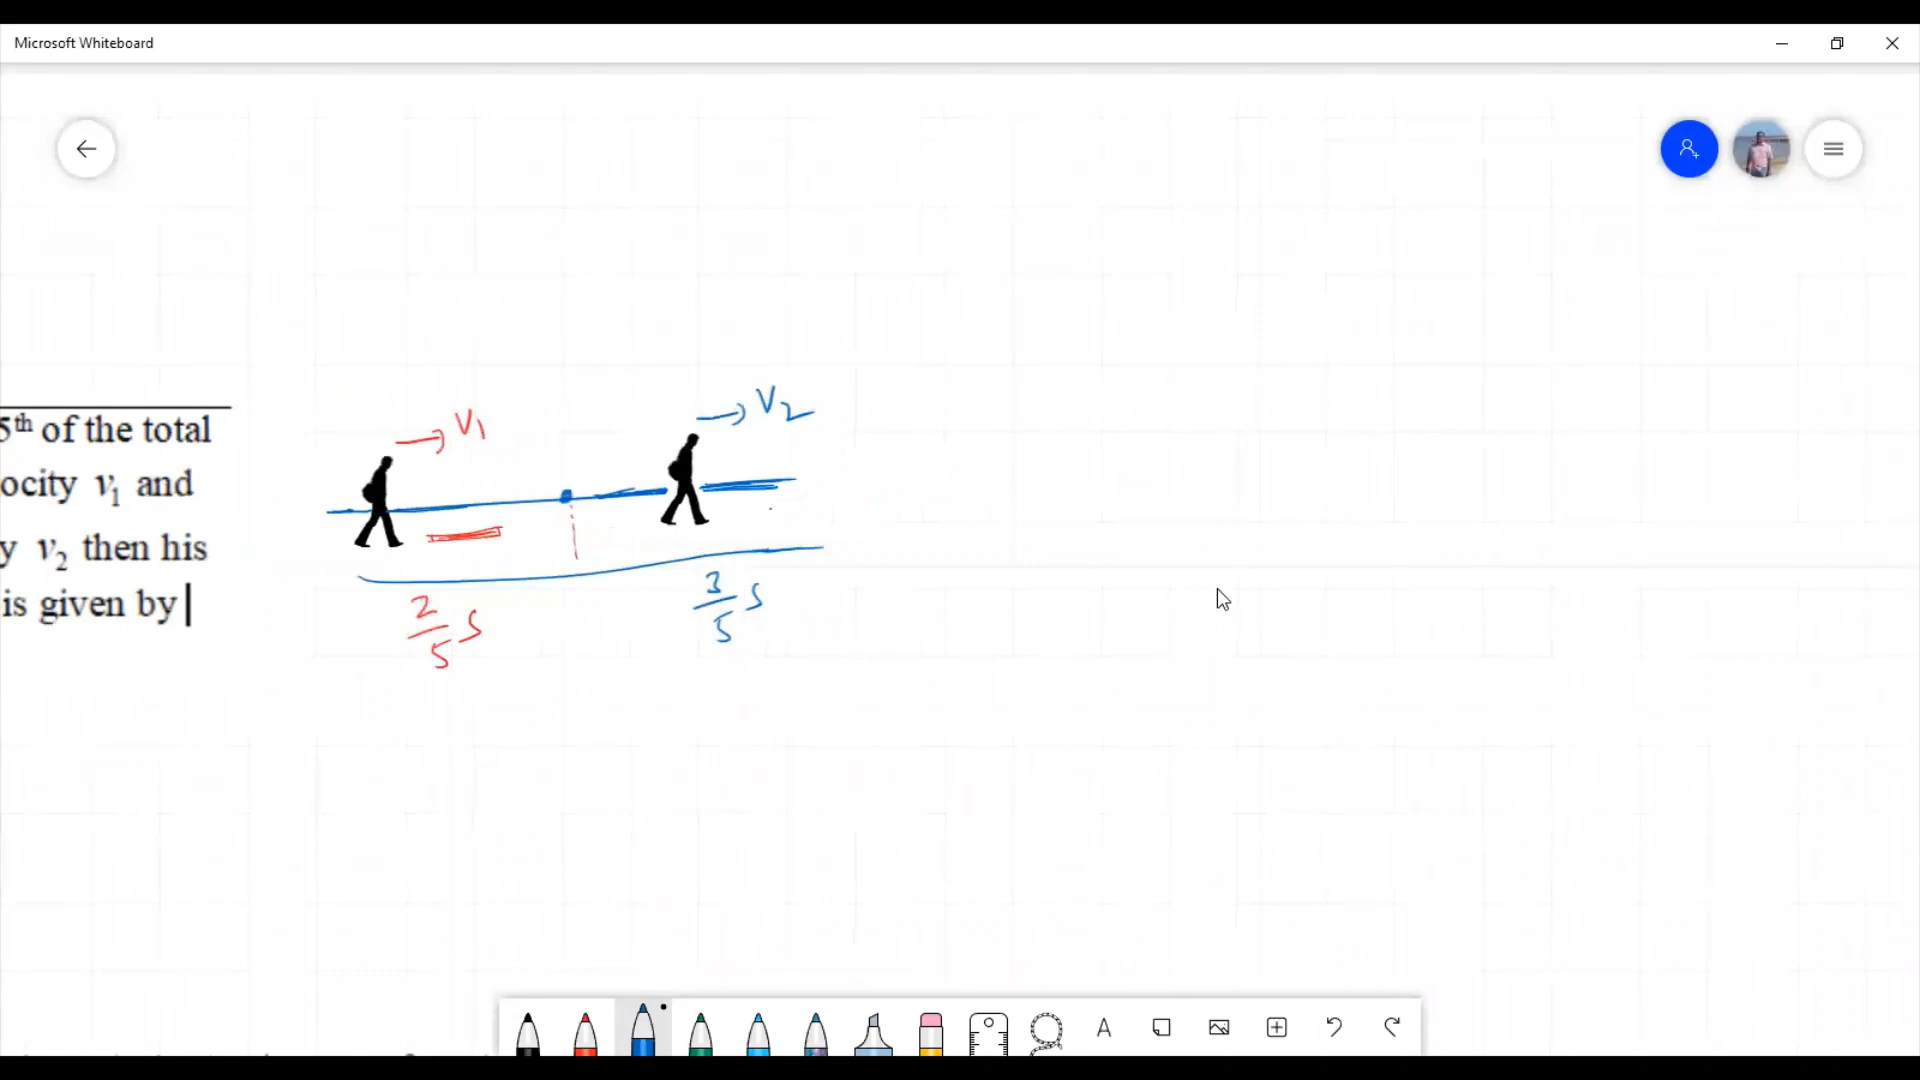 Microsoft Whiteboard
5th of the total
ocity v1 and
y v2 then his
is given by
V1
V2
2/5 S
3/5 S